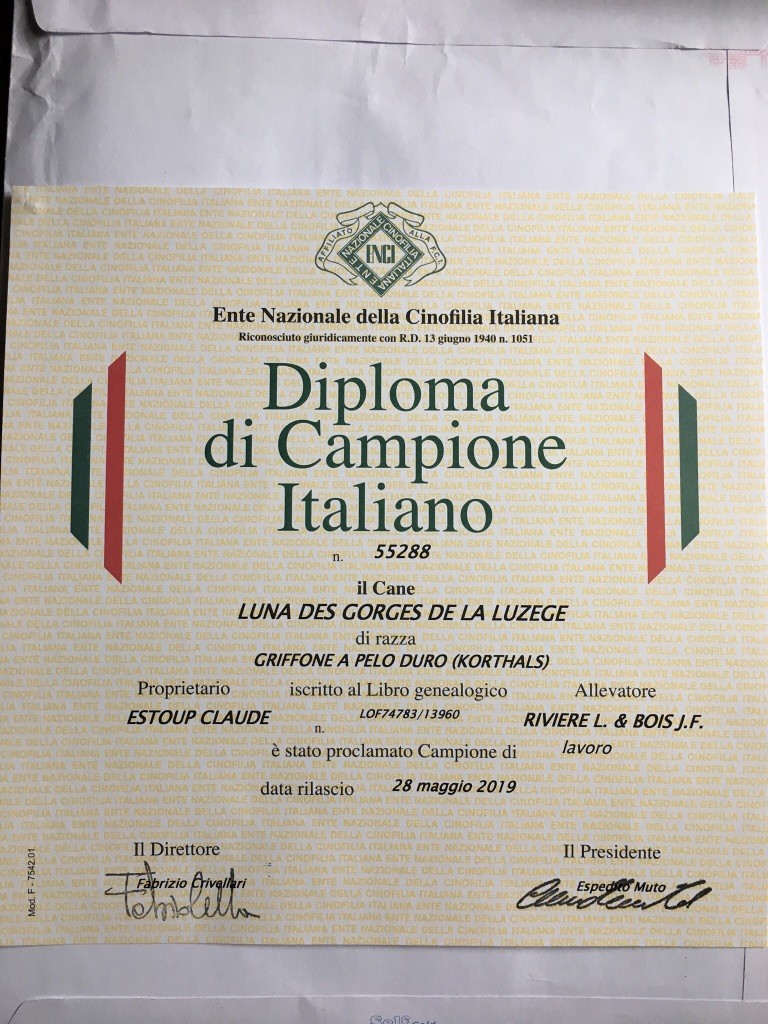 AFFILIATO ALLA F.C.I.
ENTE NAZIONALE CINOFILIA ITALIANA
ENCI
Ente Nazionale della Cinofilia Italiana
Riconosciuto giuridicamente con R.D. 13 giugno 1940 n. 1051
Diploma
di Campione
Italiano
n. 55288
il Cane
LUNA DES GORGES DE LA LUZEGE
di razza
GRIFFONE A PELO DURO (KORTHALS)
Proprietario iscritto al Libro genealogico Allevatore
ESTOUP CLAUDE n. LOF74783/13960 RIVIERE L. & BOIS J.F.
è stato proclamato Campione di lavoro
data rilascio 28 maggio 2019
Il Direttore Il Presidente
Fabrizio Crivellari Espedito Muto
Mod. F - 7542.01